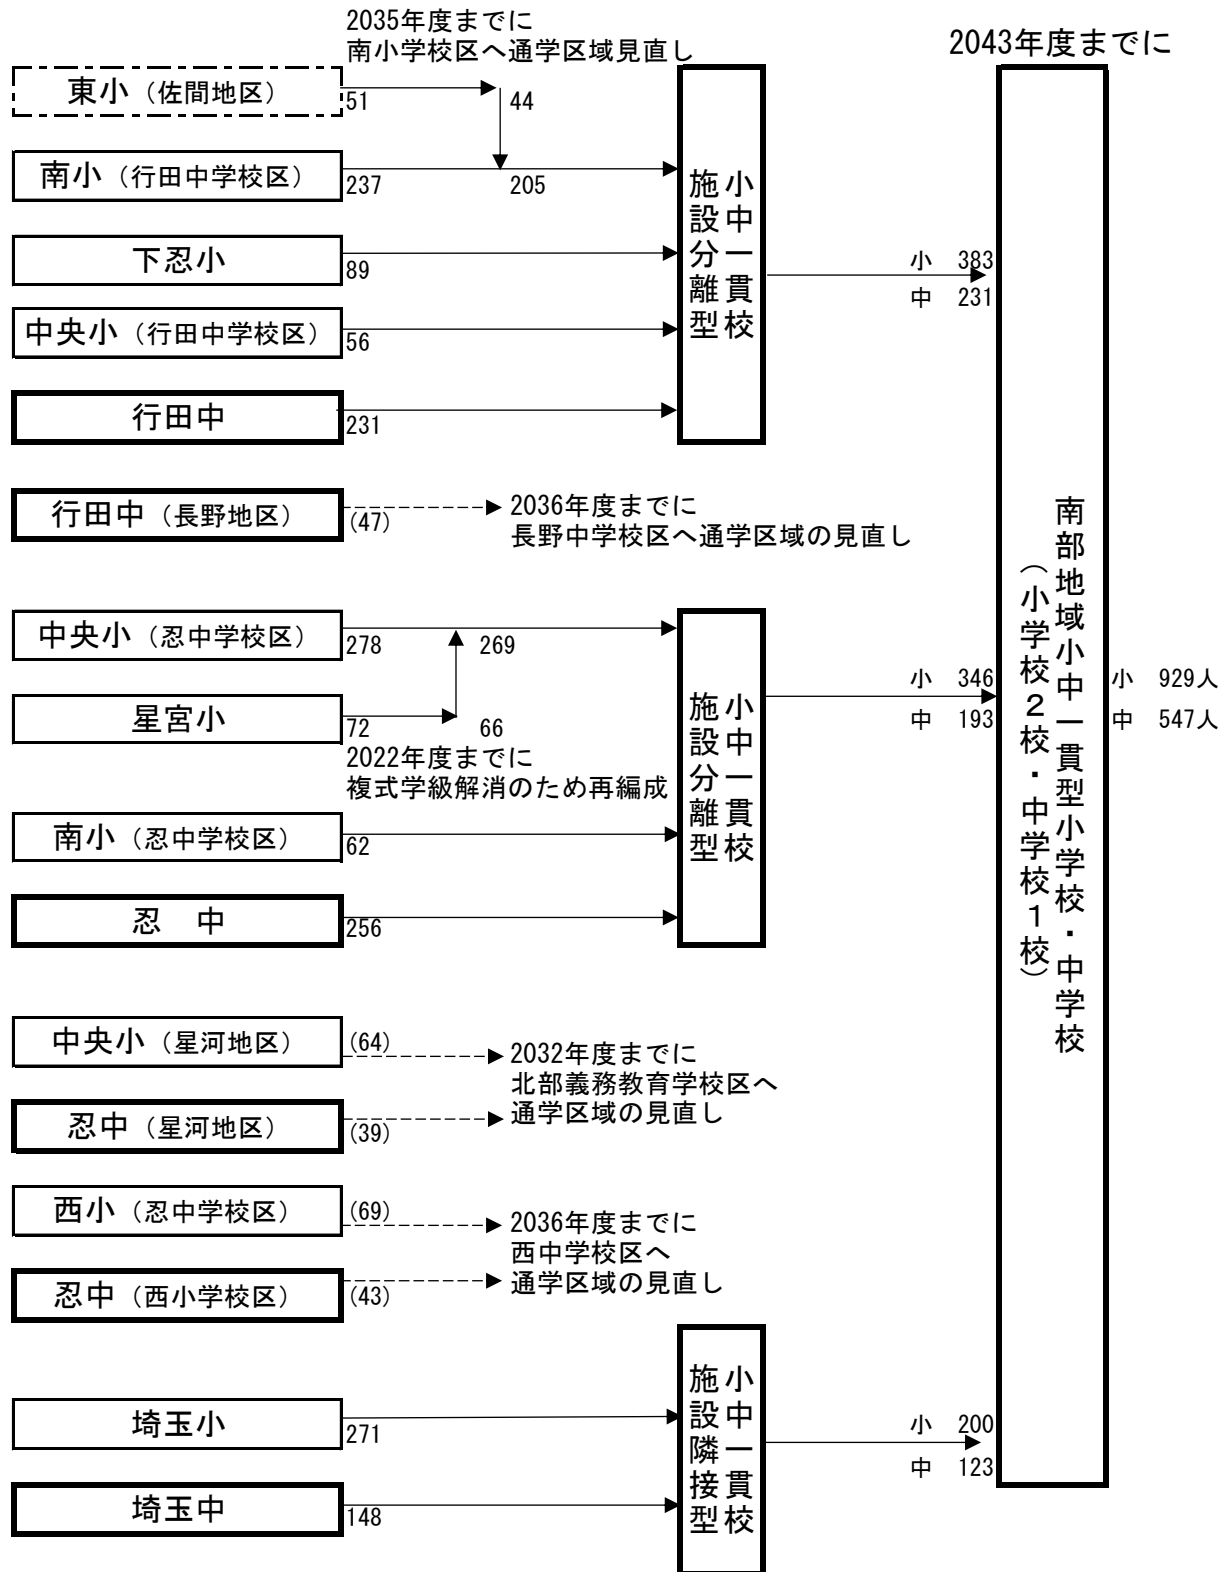 2035年度までに
南小学校区へ通学区域見直し
2043年度までに
東小（佐間地区）
51
44
南小（行田中学校区）
237
205
下忍小
89
中央小（行田中学校区）
56
行田中
231
小中一貫校
施設分離型
小 383
中 231
行田中（長野地区）
(47)
2036年度までに
長野中学校区へ通学区域の見直し
中央小（忍中学校区）
278
269
星宮小
72
66
2022年度までに
複式学級解消のため再編成
南小（忍中学校区）
62
忍 中
256
小中一貫校
施設分離型
小 346
中 193
中央小（星河地区）
(64)
忍中（星河地区）
(39)
2032年度までに
北部義務教育学校区へ
通学区域の見直し
西小（忍中学校区）
(69)
忍中（西小学校区）
(43)
2036年度までに
西中学校区へ
通学区域の見直し
埼玉小
271
埼玉中
148
小中一貫校
施設隣接型
小 200
中 123
南部地域小中一貫型小学校・中学校
（小学校２校・中学校１校）
小 929人
中 547人